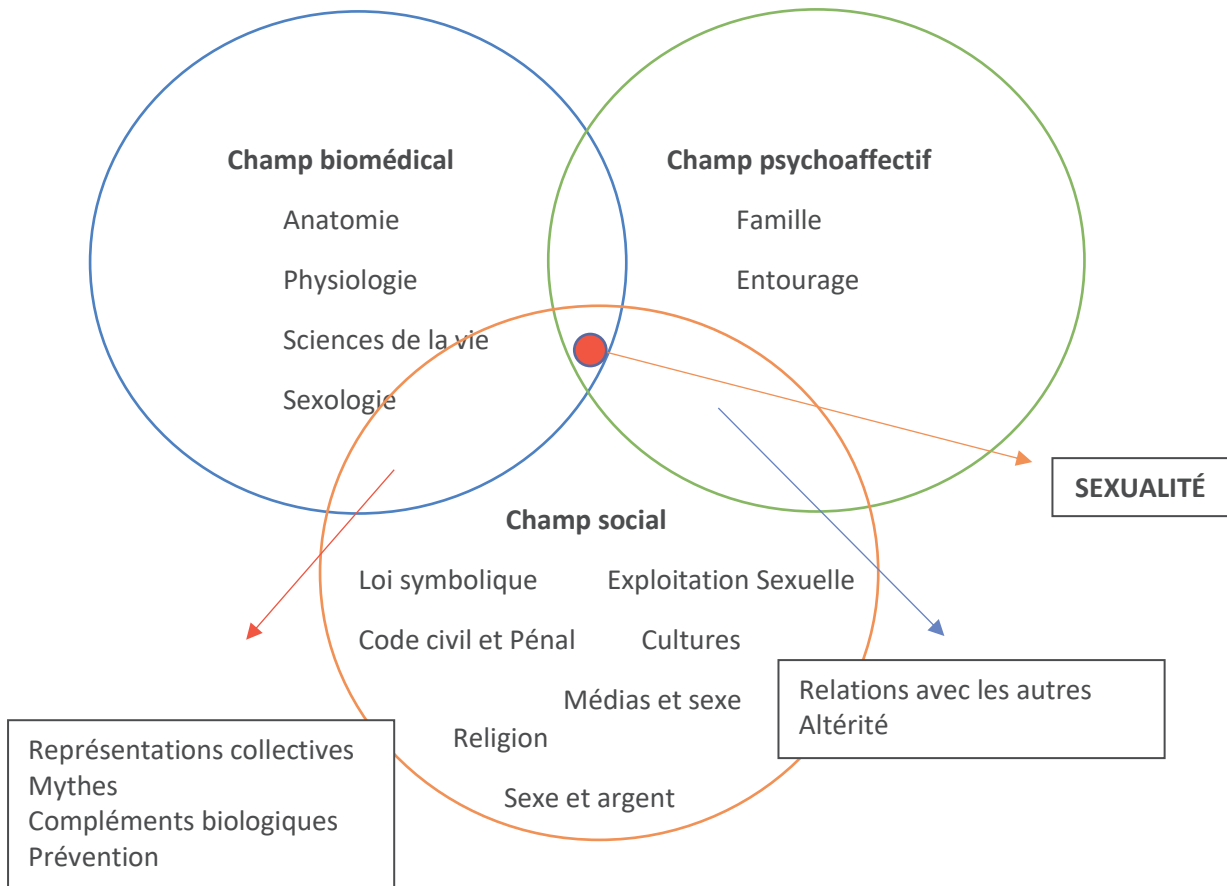 Champ biomédical
Anatomie
Physiologie
Sciences de la vie
Sexologie
Champ psychoaffectif
Famille
Entourage
SEXUALITÉ
Champ social
Loi symbolique
Exploitation Sexuelle
Code civil et Pénal
Cultures
Médias et sexe
Religion
Sexe et argent
Relations avec les autres
Altérité
Représentations collectives
Mythes
Compléments biologiques
Prévention